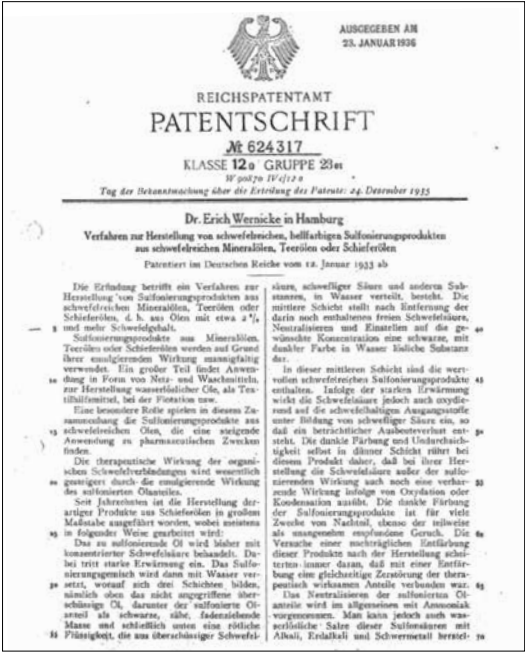 AUSGEGEBEN AM
23. JANUAR 1936
REICHSPATENTAMT
PATENTSCHRIFT
№ 624317
KLASSE 12o GRUPPE 23 01
W 90870 IV c/12 o
Tag der Bekanntmachung über die Erteilung des Patents: 24. Dezember 1935
Dr. Erich Wernicke in Hamburg
Verfahren zur Herstellung von schwefelreichen, hellfarbigen Sulfonierungsprodukten
aus schwefelreichen Mineralölen, Teerölen oder Schieferölen
Patentiert im Deutschen Reiche vom 12. Januar 1933 ab
Die Erfindung betrifft ein Verfahren zur
Herstellung von Sulfonierungsprodukten aus
schwefelreichen Mineralölen, Teerölen oder
Schieferölen, d. h. aus Ölen mit etwa 2 %
5 und mehr Schwefelgehalt.
Sulfonierungsprodukte aus Mineralölen,
Teerölen oder Schieferölen werden auf Grund
ihrer emulgierenden Wirkung mannigfaltig
verwendet. Ein großer Teil findet Anwen-
10 dung in Form von Netz- und Waschmitteln,
zur Herstellung wasserlöslicher Öle, als Tex-
tilhilfsmittel, bei der Flotation usw.
Eine besondere Rolle spielen in diesem Zu-
sammenhang die Sulfonierungsprodukte aus
15 schwefelreichen Ölen, die eine steigende
Anwendung zu pharmazeutischen Zwecken
finden.
Die therapeutische Wirkung der organi-
schen Schwefelverbindungen wird wesentlich
20 gesteigert durch die emulgierende Wirkung
des sulfonierten Ölanteiles.
Seit Jahrzehnten ist die Herstellung der-
artiger Produkte aus Schieferölen in großem
Maßstabe ausgeführt worden, wobei meistens
25 in folgender Weise gearbeitet wird:
Das zu sulfonierende Öl wird bisher mit
konzentrierter Schwefelsäure behandelt. Da-
bei tritt starke Erwärmung ein. Das Sulfo-
nierungsgemisch wird dann mit Wasser ver-
30 setzt, worauf sich drei Schichten bilden,
nämlich oben das nicht angegriffene über-
schüssige Öl, darunter der sulfonierte Öl-
anteil als schwarze, zähe, fadenziehende
Masse und schließlich unten eine rötliche
35 Flüssigkeit, die aus überschüssiger Schwefel-
säure, schwefliger Säure und anderen Sub-
stanzen, in Wasser verteilt, besteht. Die
mittlere Schicht stellt nach Entfernung der
darin noch enthaltenen freien Schwefelsäure,
Neutralisieren und Einstellen auf die ge- 40
wünschte Konzentration eine schwarze, mit
dunkler Farbe in Wasser lösliche Substanz
dar.
In dieser mittleren Schicht sind die wert-
vollen schwefelreichen Sulfonierungsprodukte 45
enthalten. Infolge der starken Erwärmung
wirkt die Schwefelsäure jedoch auch oxydie-
rend auf die schwefelhaltigen Ausgangsstoffe
unter Bildung von schwefliger Säure ein, so
daß ein beträchtlicher Ausbeuteverlust ent-
steht. Die dunkle Färbung und Undurchsich-
tigkeit selbst in dünner Schicht rührt bei
diesem Produkt daher, daß bei ihrer Her-
stellung die Schwefelsäure außer der sulfo-
nierenden Wirkung auch noch eine verhar- 55
zende Wirkung infolge von Oxydation oder
Kondensation ausübt. Die dunkle Färbung
der Sulfonierungsprodukte ist für viele
Zwecke von Nachteil, ebenso der teilweise
als unangenehm empfundene Geruch. Die 60
Versuche einer nachträglichen Entfärbung
dieser Produkte nach der Herstellung schei-
terten immer daran, daß mit einer Entfär-
bung eine gleichzeitige Zerstörung der thera-
peutisch wirksamen Anteile verbunden war. 65
Das Neutralisieren der sulfonierten Öl-
anteile wird im allgemeinen mit Ammoniak
vorgenommen. Man kann jedoch auch was-
serlösliche Salze dieser Sulfonsäuren mit
Alkali, Erdalkali und Schwermetall herstel- 70